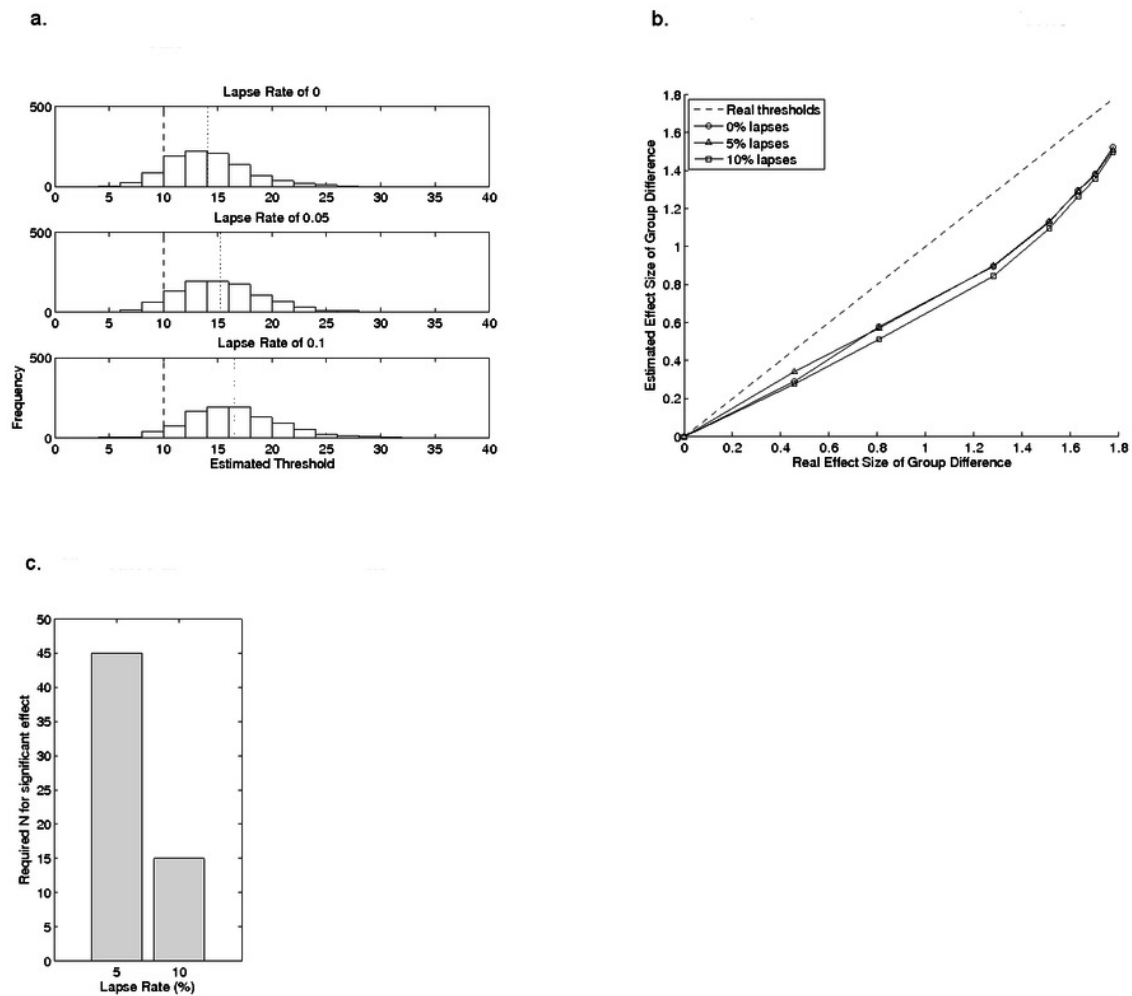 a.
Lapse Rate of 0
500
0
0 5 10 15 20 25 30 35 40
Lapse Rate of 0.05
500
0
0 5 10 15 20 25 30 35 40
Lapse Rate of 0.1
500
0
0 5 10 15 20 25 30 35 40
Frequency
Estimated Threshold
b.
Real thresholds
0% lapses
5% lapses
10% lapses
1.8
1.6
1.4
1.2
1
0.8
0.6
0.4
0.2
0
0 0.2 0.4 0.6 0.8 1 1.2 1.4 1.6 1.8
Estimated Effect Size of Group Difference
Real Effect Size of Group Difference
c.
50
45
40
35
30
25
20
15
10
5
0
5 10
Required N for significant effect
Lapse Rate (%)